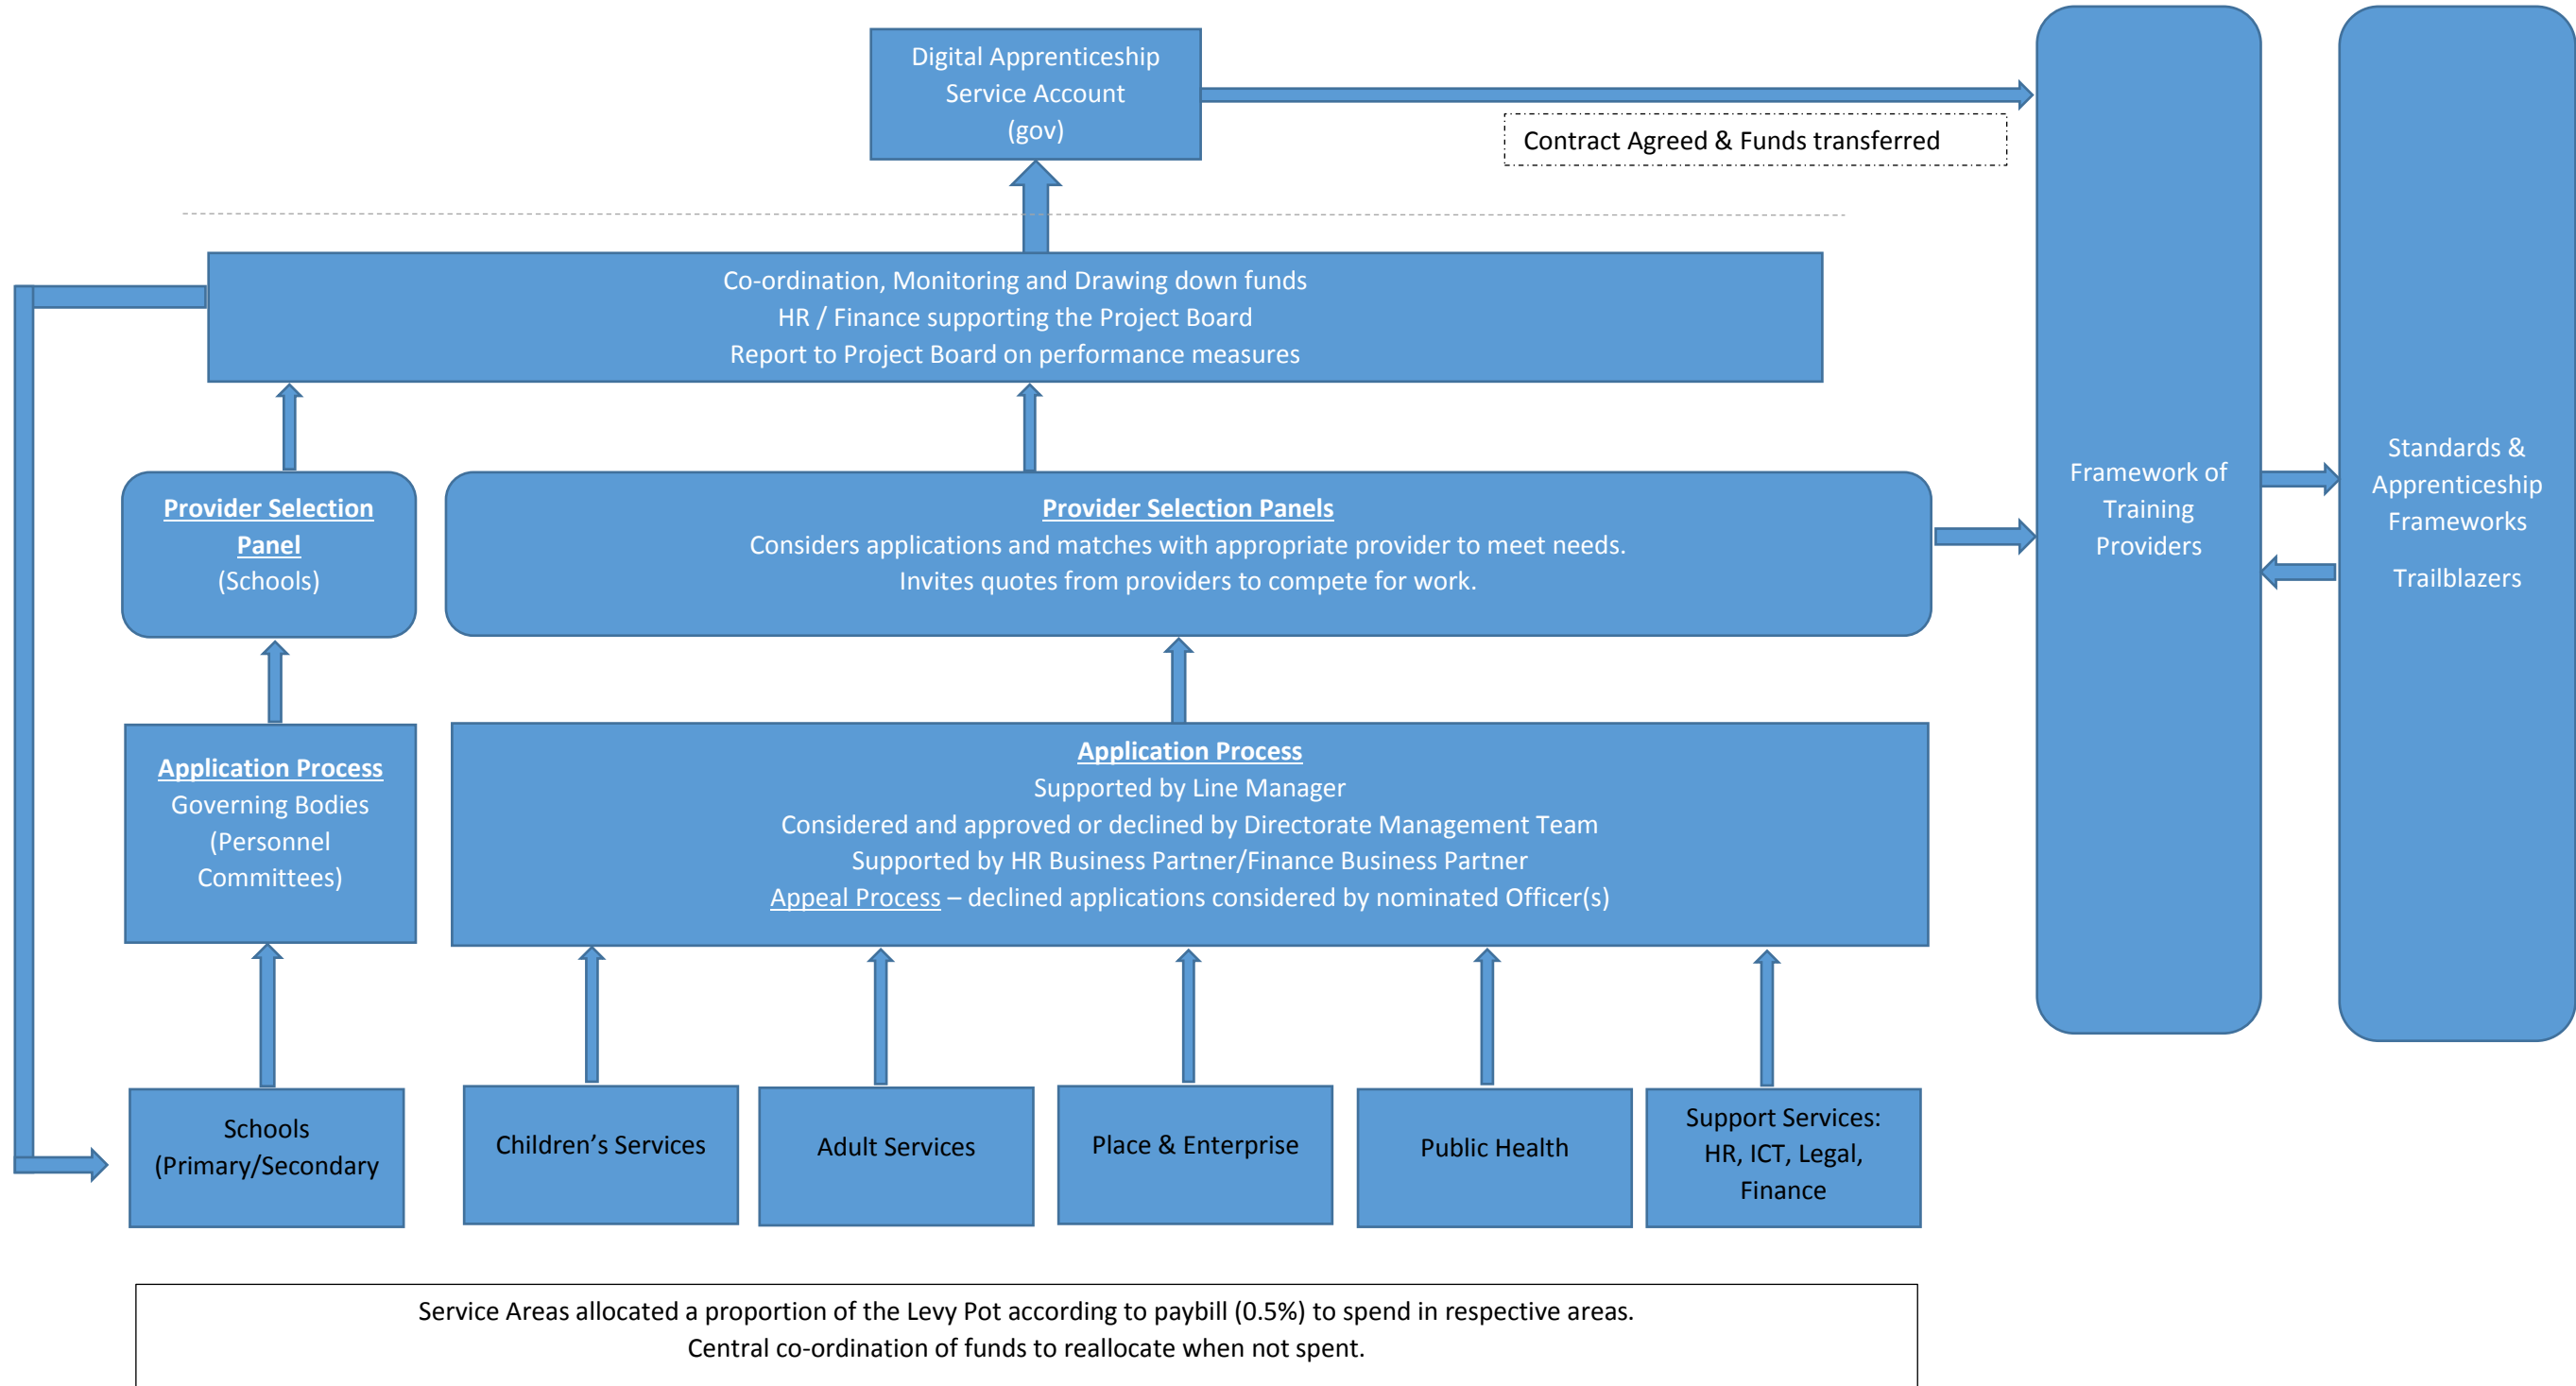 Digital Apprenticeship
Service Account
(gov)
Contract Agreed & Funds transferred
Co-ordination, Monitoring and Drawing down funds
HR / Finance supporting the Project Board
Report to Project Board on performance measures
Provider Selection
Panel
(Schools)
Provider Selection Panels
Considers applications and matches with appropriate provider to meet needs.
Invites quotes from providers to compete for work.
Framework of
Training
Providers
Standards &
Apprenticeship
Frameworks
Trailblazers
Application Process
Governing Bodies
(Personnel
Committees)
Application Process
Supported by Line Manager
Considered and approved or declined by Directorate Management Team
Supported by HR Business Partner/Finance Business Partner
Appeal Process – declined applications considered by nominated Officer(s)
Schools
(Primary/Secondary
Children’s Services
Adult Services
Place & Enterprise
Public Health
Support Services:
HR, ICT, Legal,
Finance
Service Areas allocated a proportion of the Levy Pot according to paybill (0.5%) to spend in respective areas.
Central co-ordination of funds to reallocate when not spent.